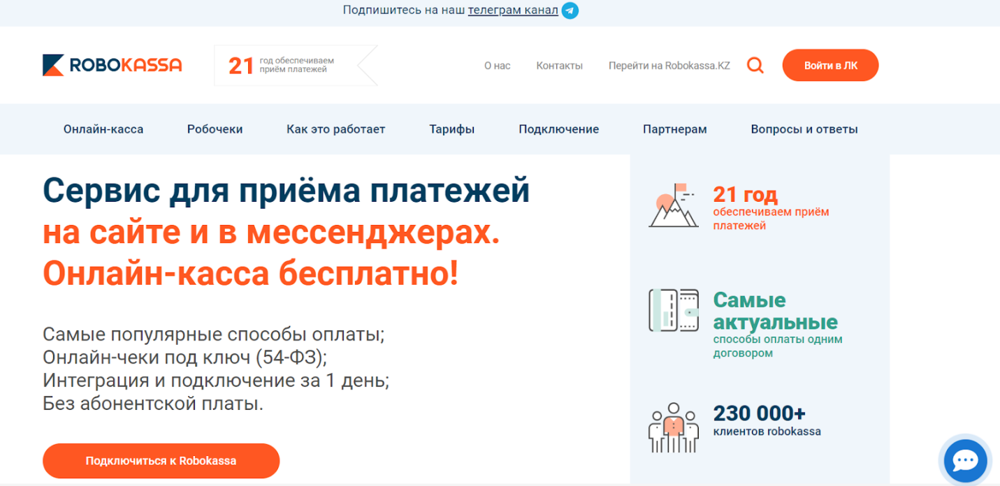 Подпишитесь на наш телеграм канал
ROBOKASSA
21 год обеспечиваем
приём платежей
О нас Контакты Перейти на Robokassa.KZ Войти в ЛК
Онлайн-касса Робочеки Как это работает Тарифы Подключение Партнерам Вопросы и ответы
Сервис для приёма платежей
на сайте и в мессенджерах.
Онлайн-касса бесплатно!
Самые популярные способы оплаты;
Онлайн-чеки под ключ (54-ФЗ);
Интеграция и подключение за 1 день;
Без абонентской платы.
Подключиться к Robokassa
21 год
обеспечиваем приём
платежей
Самые
актуальные
способы оплаты одним
договором
230 000+
клиентов robokassa